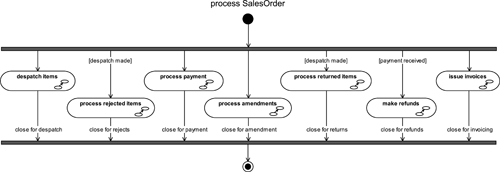 process SalesOrder
[despatch made]
[despatch made]
[payment received]
despatch items
process payment
process returned items
issue invoices
process rejected items
process amendments
make refunds
close for despatch
close for rejects
close for payment
close for amendment
close for returns
close for refunds
close for invoicing